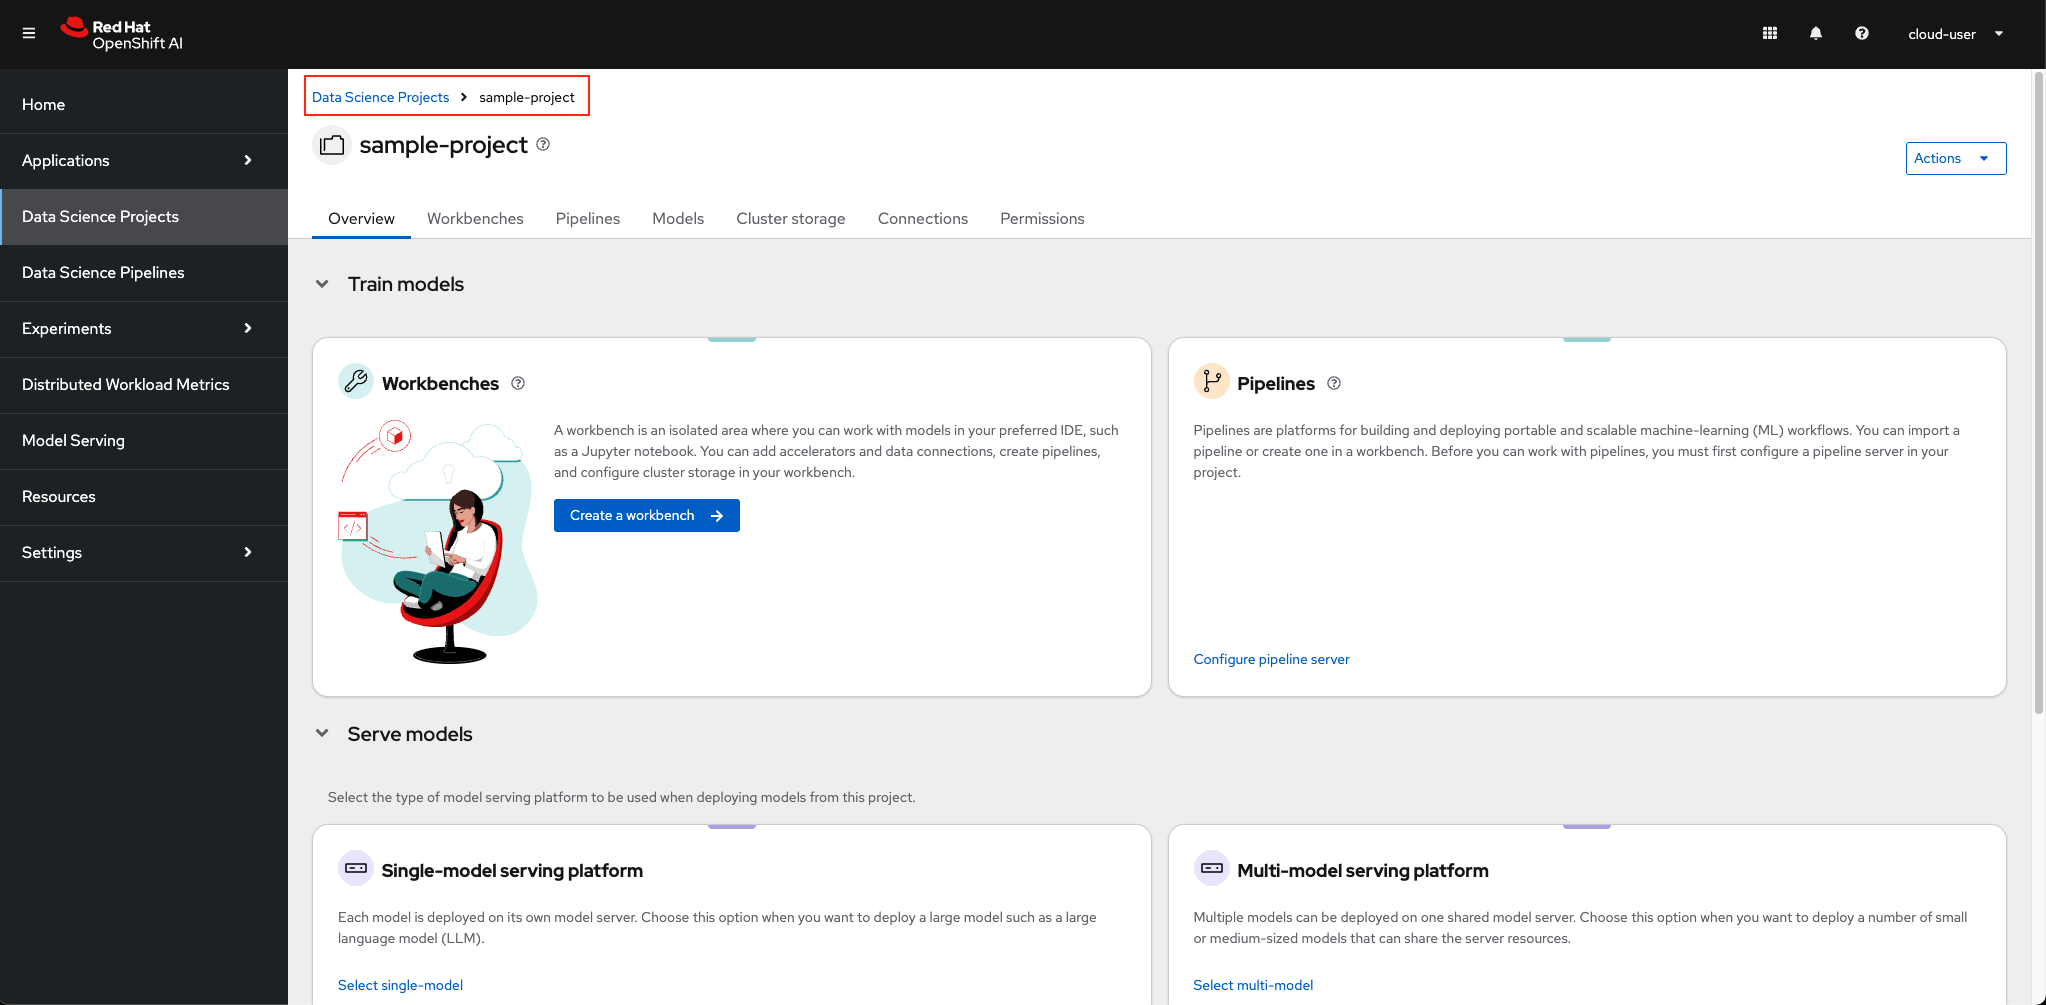 Red Hat
OpenShift AI
cloud-user
Home
Applications
Data Science Projects
Data Science Pipelines
Experiments
Distributed Workload Metrics
Model Serving
Resources
Settings
Data Science Projects > sample-project
sample-project
Actions
Overview Workbenches Pipelines Models Cluster storage Connections Permissions
Train models
Workbenches
A workbench is an isolated area where you can work with models in your preferred IDE, such
as a Jupyter notebook. You can add accelerators and data connections, create pipelines,
and configure cluster storage in your workbench.
Create a workbench
Pipelines
Pipelines are platforms for building and deploying portable and scalable machine-learning (ML) workflows. You can import a
pipeline or create one in a workbench. Before you can work with pipelines, you must first configure a pipeline server in your
project.
Configure pipeline server
Serve models
Select the type of model serving platform to be used when deploying models from this project.
Single-model serving platform
Each model is deployed on its own model server. Choose this option when you want to deploy a large model such as a large
language model (LLM).
Select single-model
Multi-model serving platform
Multiple models can be deployed on one shared model server. Choose this option when you want to deploy a number of small
or medium-sized models that can share the server resources.
Select multi-model